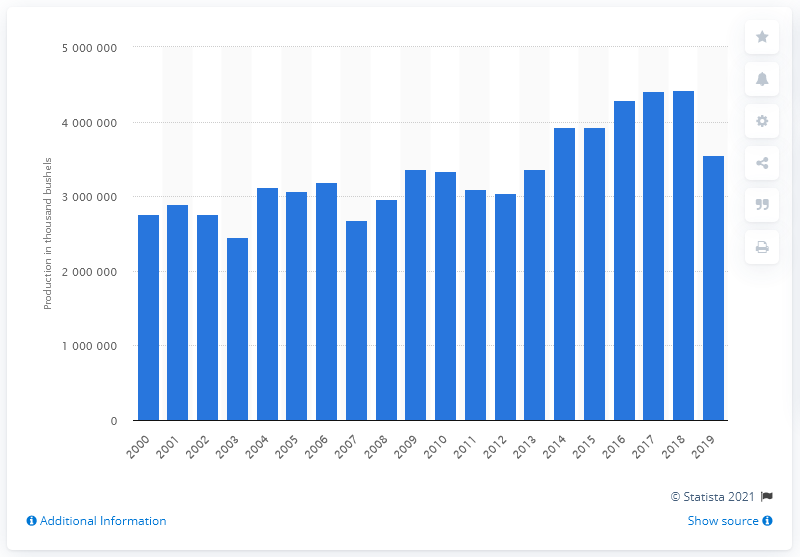 5 000 000
4 000 000
3 000 000
2 000 000
1 000 000
0
Production in thousand bushels
2000 2001 2002 2003 2004 2005 2006 2007 2008 2009 2010 2011 2012 2013 2014 2015 2016 2017 2018 2019
© Statista 2021
Additional Information
Show source